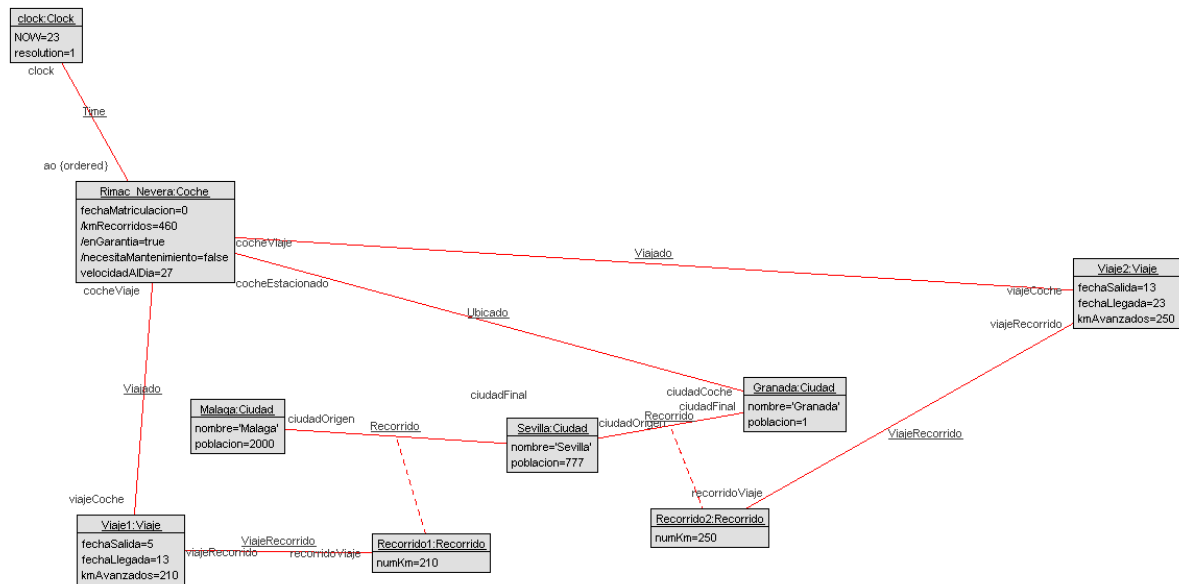 clock:Clock
NOW=23
resolution=1
clock
Time
ao {ordered}
Rimac_Nevera:Coche
fechaMatriculacion=0
/kmRecorridos=460
/enGarantia=true
/necesitaMantenimiento=false
velocidadAlDia=27
cocheViaje
cocheEstacionado
cocheViaje
Viajado
Viaje2:Viaje
fechaSalida=13
fechaLlegada=23
kmAvanzados=250
viajeCoche
viajeRecorrido
Ubicado
Viajado
Malaga:Ciudad
nombre='Malaga'
poblacion=2000
ciudadOrigen
Recorrido
ciudadFinal
Sevilla:Ciudad
nombre='Sevilla'
poblacion=777
ciudadOrigen
Recorrido
ciudadCoche
ciudadFinal
Granada:Ciudad
nombre='Granada'
poblacion=1
ViajeRecorrido
recorridoViaje
Recorrido2:Recorrido
numKm=250
viajeCoche
Viaje1:Viaje
fechaSalida=5
fechaLlegada=13
kmAvanzados=210
viajeRecorrido
ViajeRecorrido
recorridoViaje
Recorrido1:Recorrido
numKm=210